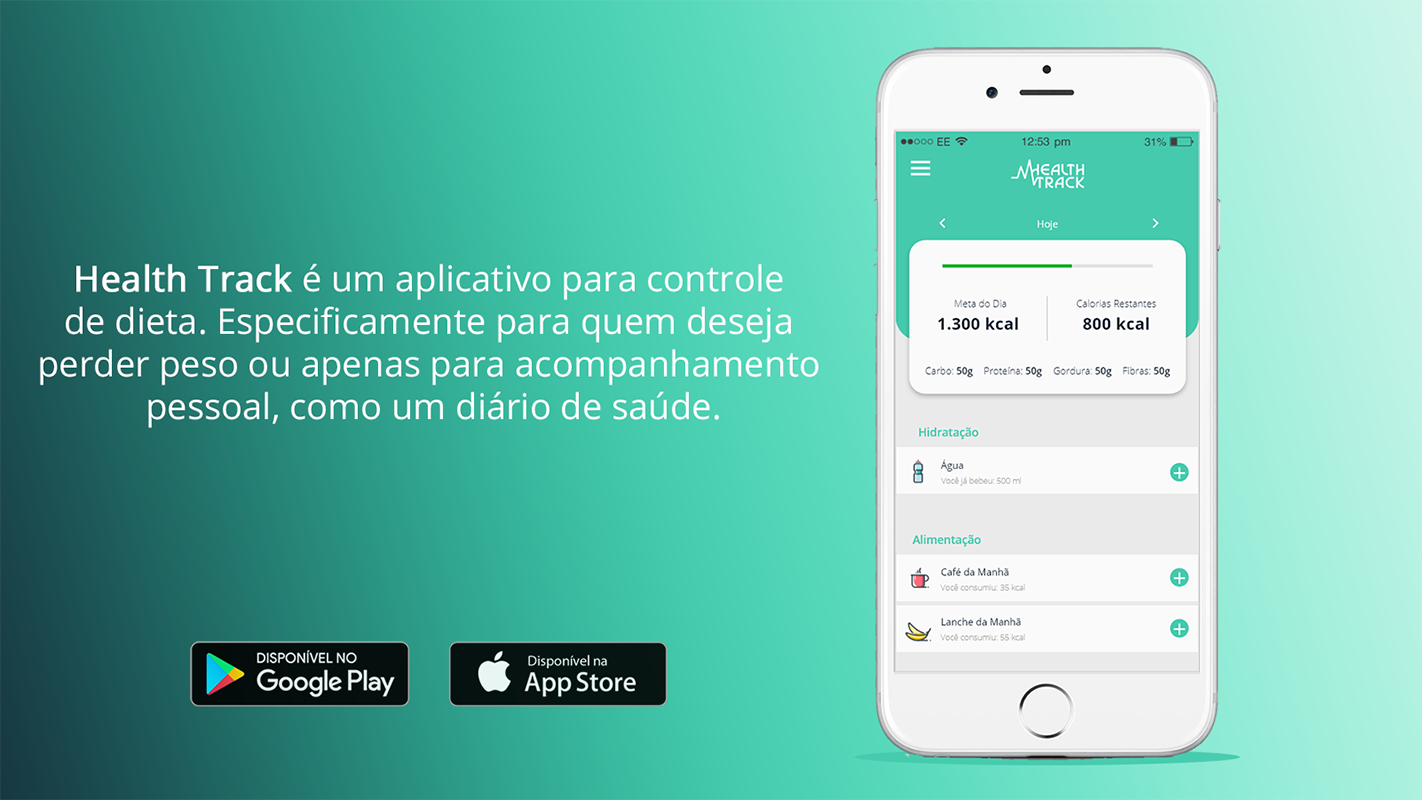 Health Track é um aplicativo para controle
de dieta. Especificamente para quem deseja
perder peso ou apenas para acompanhamento
pessoal, como um diário de saúde.
DISPONÍVEL NO
Google Play
Disponível na
App Store
EE 12:53 pm 31%
HEALTH
TRACK
Hoje
Meta do Dia Calorias Restantes
1.300 kcal 800 kcal
Carbo: 50g Proteína: 50g Gordura: 50g Fibras: 50g
Hidratação
Água
Você já bebeu: 500 ml
Alimentação
Café da Manhã
Você consumiu: 35 kcal
Lanche da Manhã
Você consumiu: 55 kcal